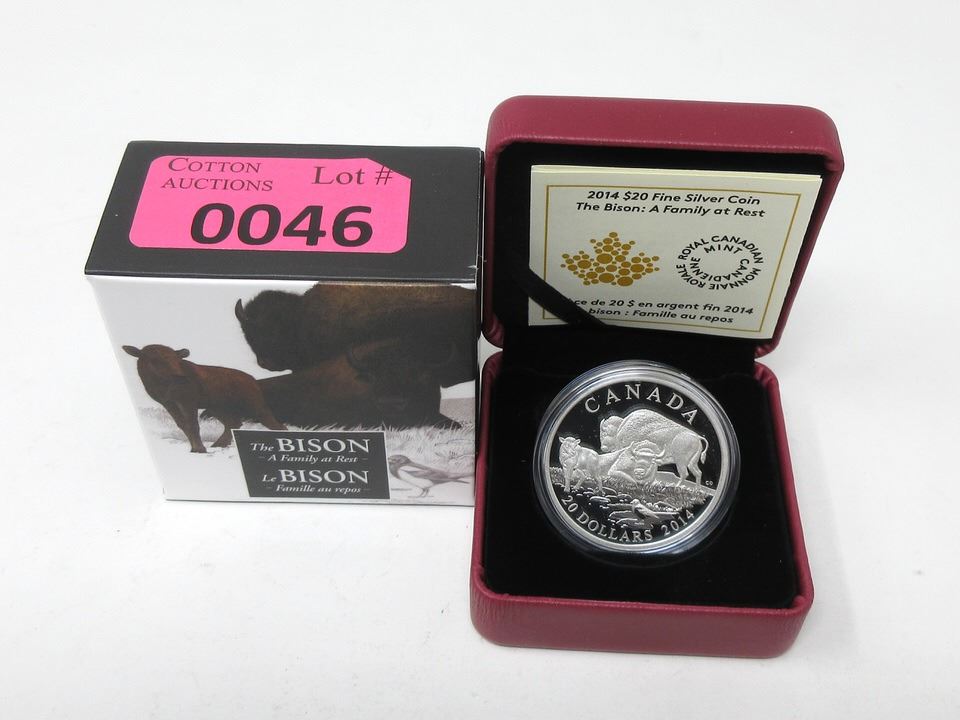 COTTON
AUCTIONS
Lot #
0046
The BISON
- A Family at Rest -
Le BISON
- Famille au repos -
2014 $20 Fine Silver Coin
The Bison: A Family at Rest
ROYAL CANADIAN MINT
MONNAIE ROYALE CANADIENNE
de 20 $ en argent fin 2014
bison : Famille au repos
CANADA
20 DOLLARS 2014